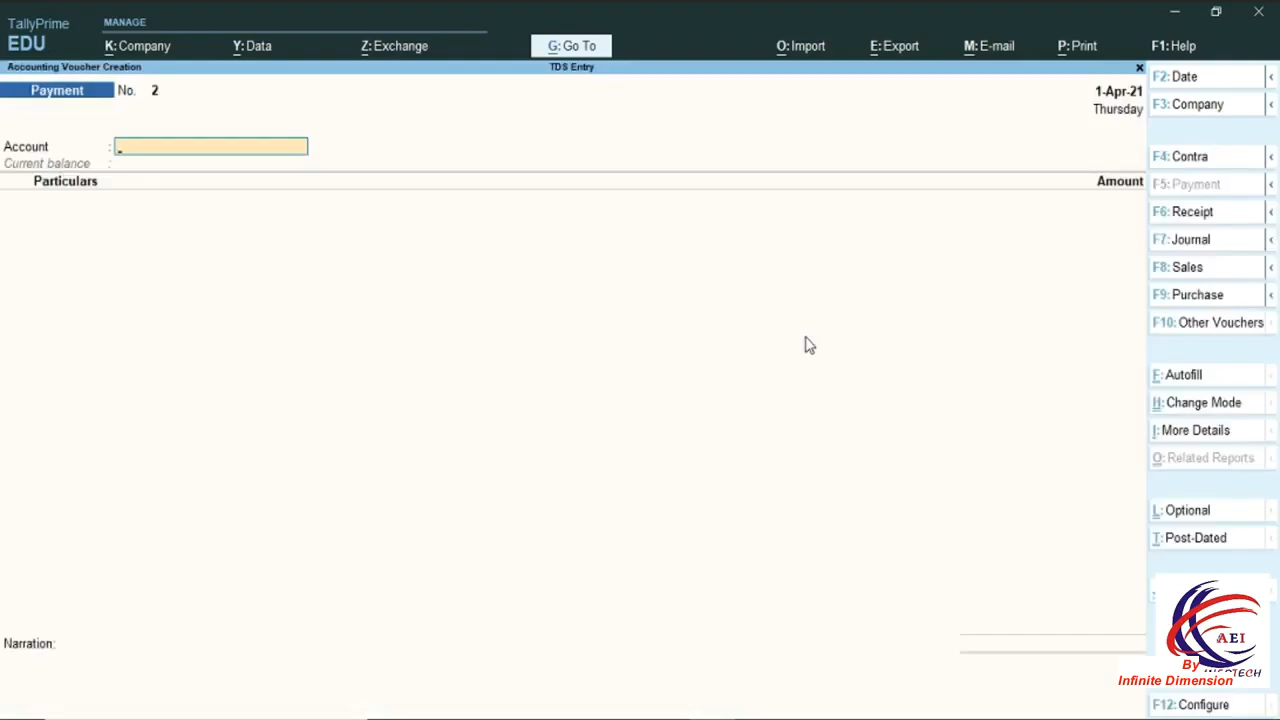 TallyPrime
EDU
MANAGE
K: Company
Y: Data
Z: Exchange
G: Go To
O: Import
E: Export
M: E-mail
P: Print
F1: Help
Accounting Voucher Creation
TDS Entry
Payment No. 2
1-Apr-21
Thursday
Account :
Current balance :
Particulars
Amount
Narration:
F2: Date
F3: Company
F4: Contra
F5: Payment
F6: Receipt
F7: Journal
F8: Sales
F9: Purchase
F10: Other Vouchers
F: Autofill
H: Change Mode
I: More Details
O: Related Reports
L: Optional
T: Post-Dated
AEI
INFOTECH
By
Infinite Dimension
F12: Configure